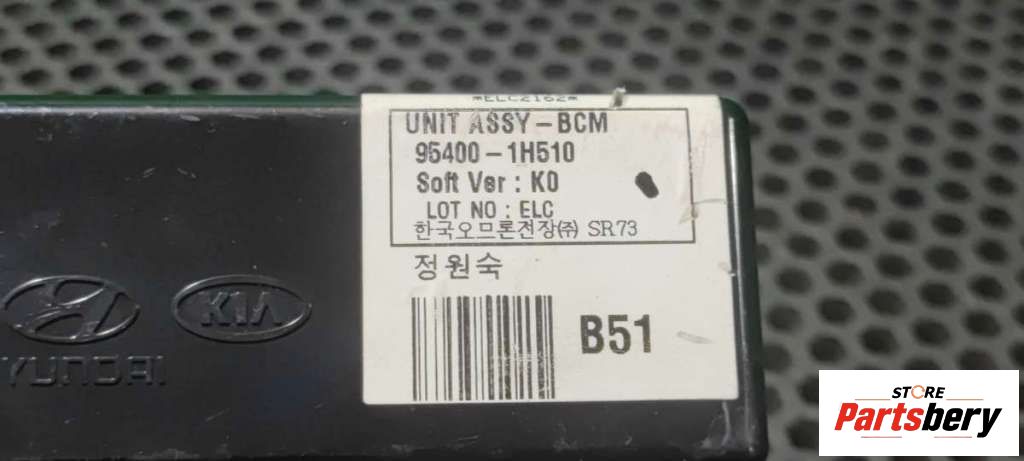 *ELC2162*
UNIT ASSY-BCM
95400-1H510
Soft Ver : K0
LOT NO : ELC
한국오므론전장㈜ SR73
정원숙
B51
KIA
HYUNDAI
STORE
Partsbery